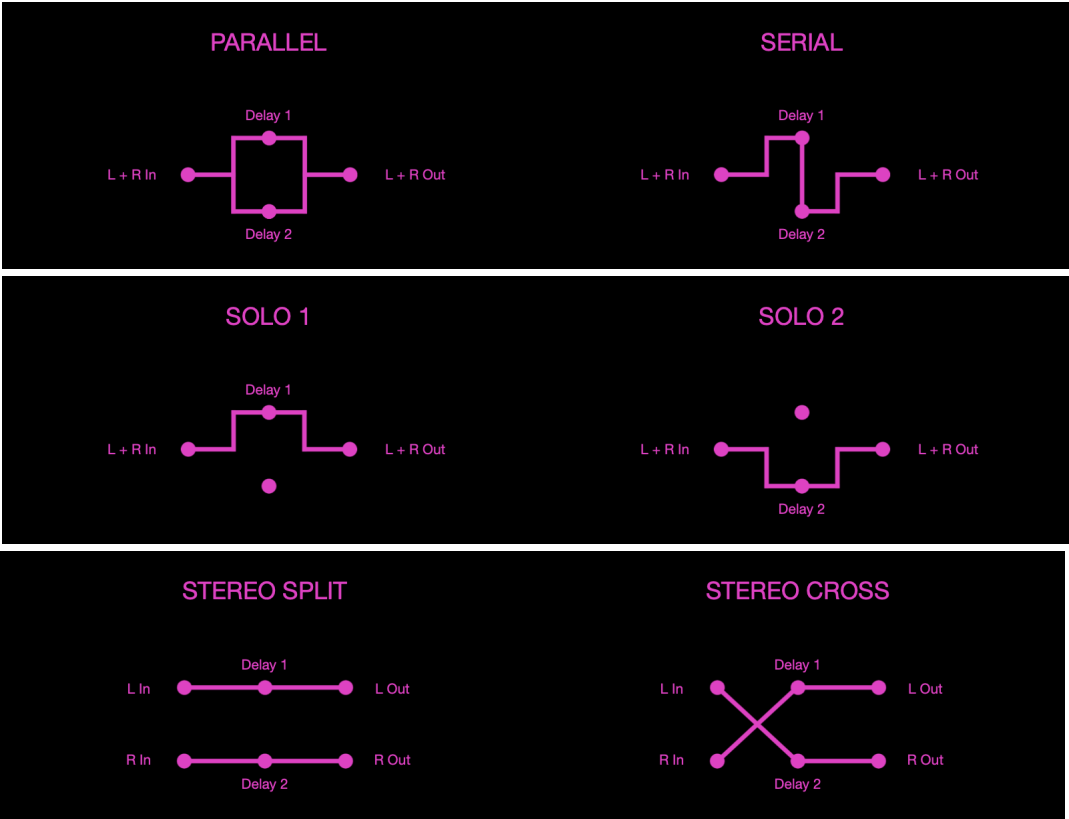 PARALLEL
Delay 1
L + R In
L + R Out
Delay 2
SERIAL
Delay 1
L + R In
L + R Out
Delay 2
SOLO 1
Delay 1
L + R In
L + R Out
SOLO 2
L + R In
L + R Out
Delay 2
STEREO SPLIT
Delay 1
L In
L Out
R In
R Out
Delay 2
STEREO CROSS
Delay 1
L In
L Out
R In
R Out
Delay 2